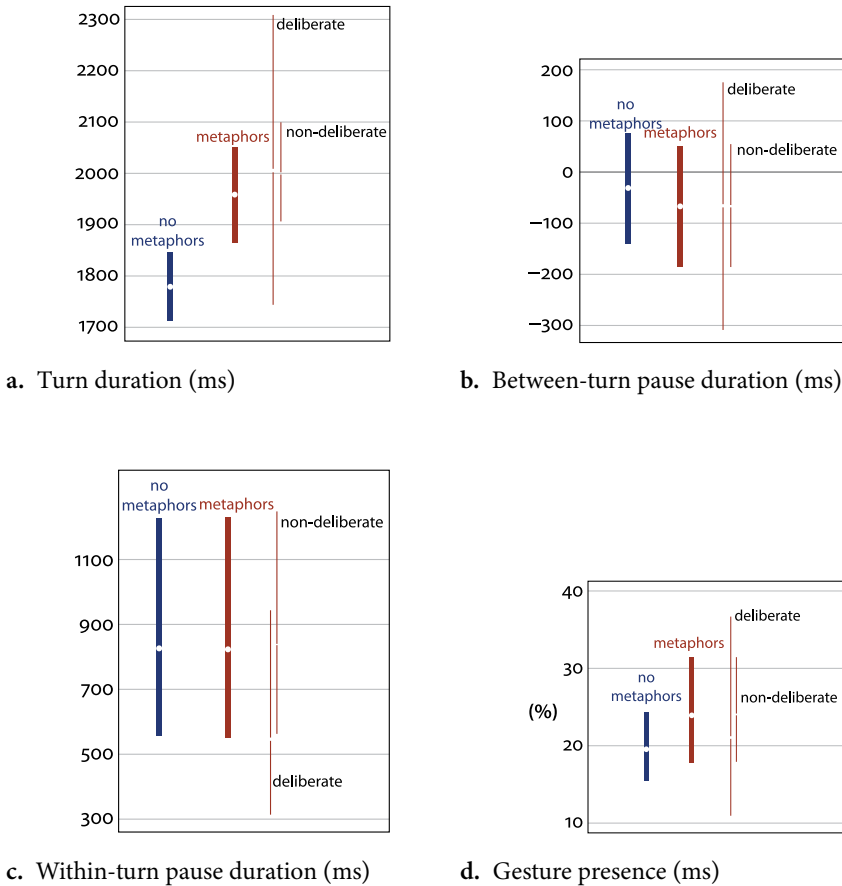 2300
2200
2100
2000
1900
1800
1700
deliberate
non-deliberate
metaphors
no
metaphors
a. Turn duration (ms)
200
100
0
−100
−200
−300
deliberate
no
metaphors
metaphors
non-deliberate
b. Between-turn pause duration (ms)
1100
900
700
500
300
no
metaphors
metaphors
non-deliberate
deliberate
c. Within-turn pause duration (ms)
40
30
(%)
20
10
deliberate
metaphors
no
metaphors
non-deliberate
d. Gesture presence (ms)